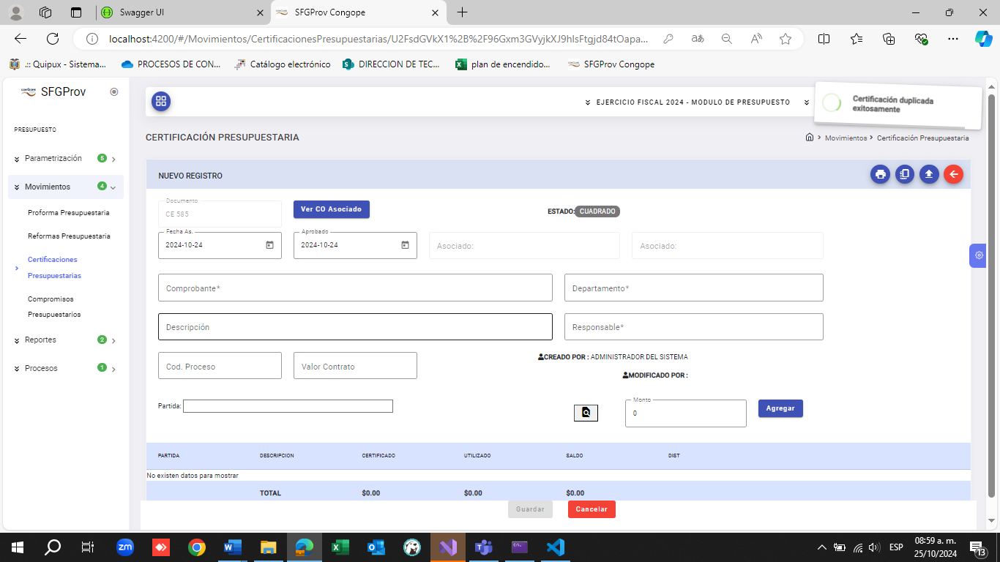 Swagger UI
SFGProv Congope
localhost:4200/#/Movimientos/CertificacionesPresupuestarias/U2FsdGVkX1%2B%2F96Gxm3GVyjkXJ9hIsFtgjd84tOapa...
.:: Quipux - Sistema...
PROCESOS DE CON...
Catálogo electrónico
DIRECCION DE TEC...
plan de encendido...
SFGProv Congope
SFGProv
EJERCICIO FISCAL 2024 - MODULO DE PRESUPUESTO
Certificación duplicada
exitosamente
PRESUPUESTO
CERTIFICACIÓN PRESUPUESTARIA
Movimientos > Certificación Presupuestaria
Parametrización 5
Movimientos 4
Proforma Presupuestaria
Reformas Presupuestaria
Certificaciones
Presupuestarias
Compromisos
Presupuestarios
Reportes 2
Procesos 1
NUEVO REGISTRO
Documento
CE 585
Ver CO Asociado
ESTADO: CUADRADO
Fecha As.
2024-10-24
Aprobado
2024-10-24
Asociado:
Asociado:
Comprobante*
Departamento*
Descripción
Responsable*
Cod. Proceso
Valor Contrato
CREADO POR : ADMINISTRADOR DEL SISTEMA
MODIFICADO POR :
Partida:
Monto
0
Agregar
PARTIDA DESCRIPCION CERTIFICADO UTILIZADO SALDO DIST
No existen datos para mostrar
TOTAL $0.00 $0.00 $0.00
Guardar
Cancelar
ESP
08:59 a. m.
25/10/2024
13